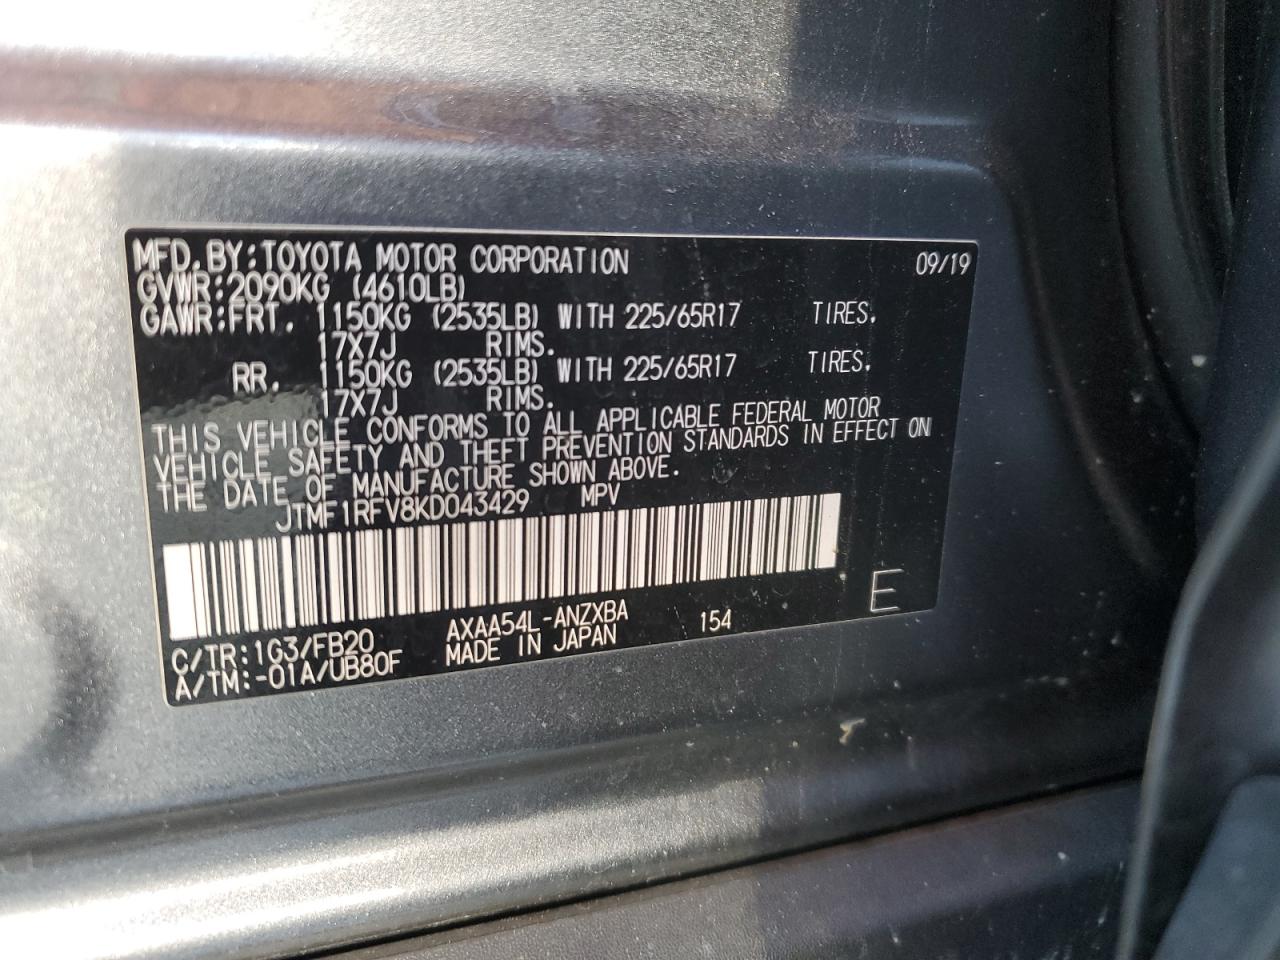 MFD.BY:TOYOTA MOTOR CORPORATION 09/19
GVWR:2090KG (4610LB)
GAWR:FRT. 1150KG (2535LB) WITH 225/65R17 TIRES.
17X7J RIMS.
RR. 1150KG (2535LB) WITH 225/65R17 TIRES.
17X7J RIMS.
THIS VEHICLE CONFORMS TO ALL APPLICABLE FEDERAL MOTOR
VEHICLE SAFETY AND THEFT PREVENTION STANDARDS IN EFFECT ON
THE DATE OF MANUFACTURE SHOWN ABOVE.
JTMF1RFV8KD043429 MPV
E
C/TR:1G3/FB20 AXAA54L-ANZXBA 154
A/TM:-01A/UB80F MADE IN JAPAN